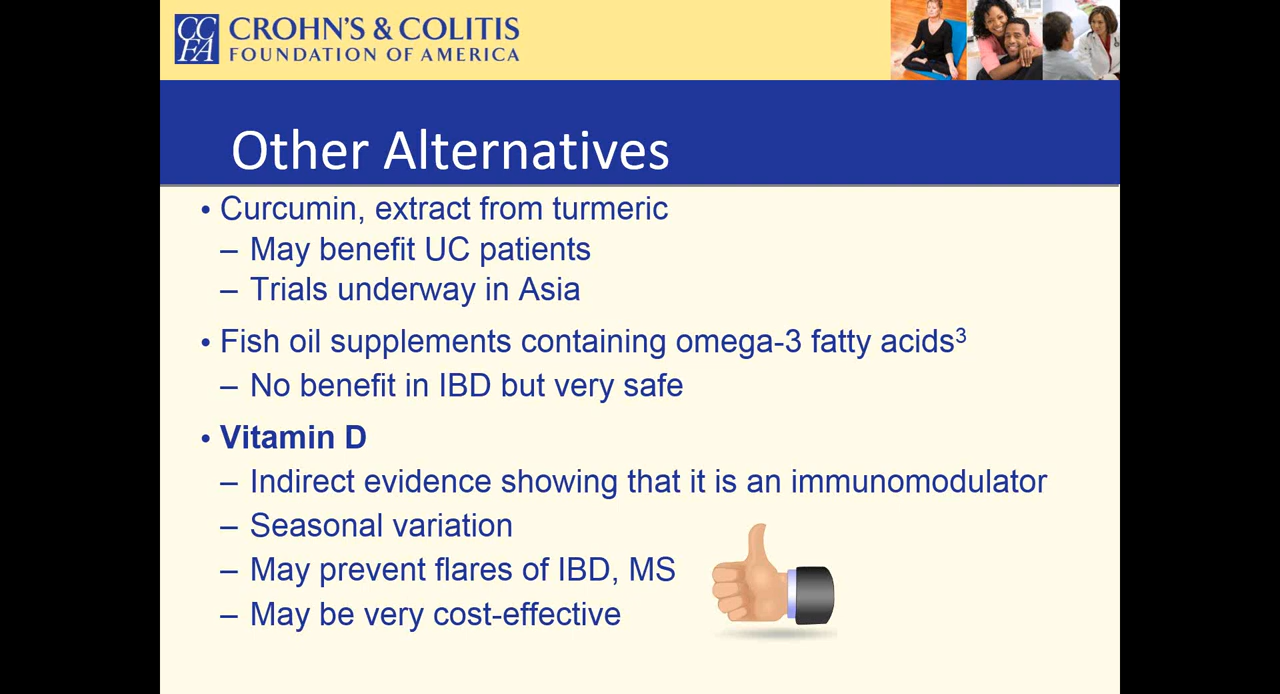 CCFA
CROHN'S & COLITIS
FOUNDATION OF AMERICA
Other Alternatives
• Curcumin, extract from turmeric
– May benefit UC patients
– Trials underway in Asia
• Fish oil supplements containing omega-3 fatty acids³
– No benefit in IBD but very safe
• Vitamin D
– Indirect evidence showing that it is an immunomodulator
– Seasonal variation
– May prevent flares of IBD, MS
– May be very cost-effective